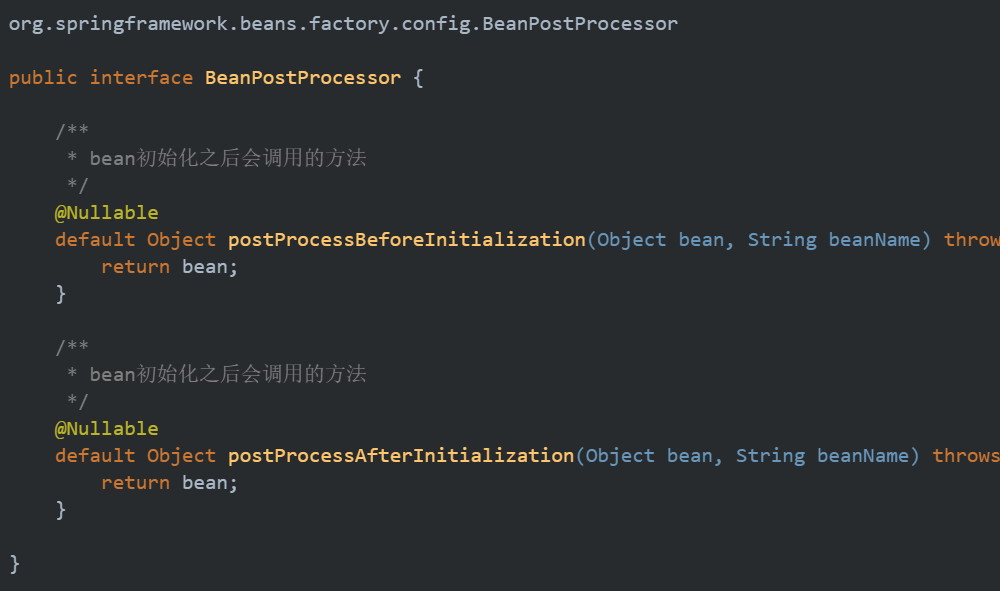 org.springframework.beans.factory.config.BeanPostProcessor
public interface BeanPostProcessor {
/**
* bean初始化之后会调用的方法
*/
@Nullable
default Object postProcessBeforeInitialization(Object bean, String beanName) throw
return bean;
}
/**
* bean初始化之后会调用的方法
*/
@Nullable
default Object postProcessAfterInitialization(Object bean, String beanName) throws
return bean;
}
}